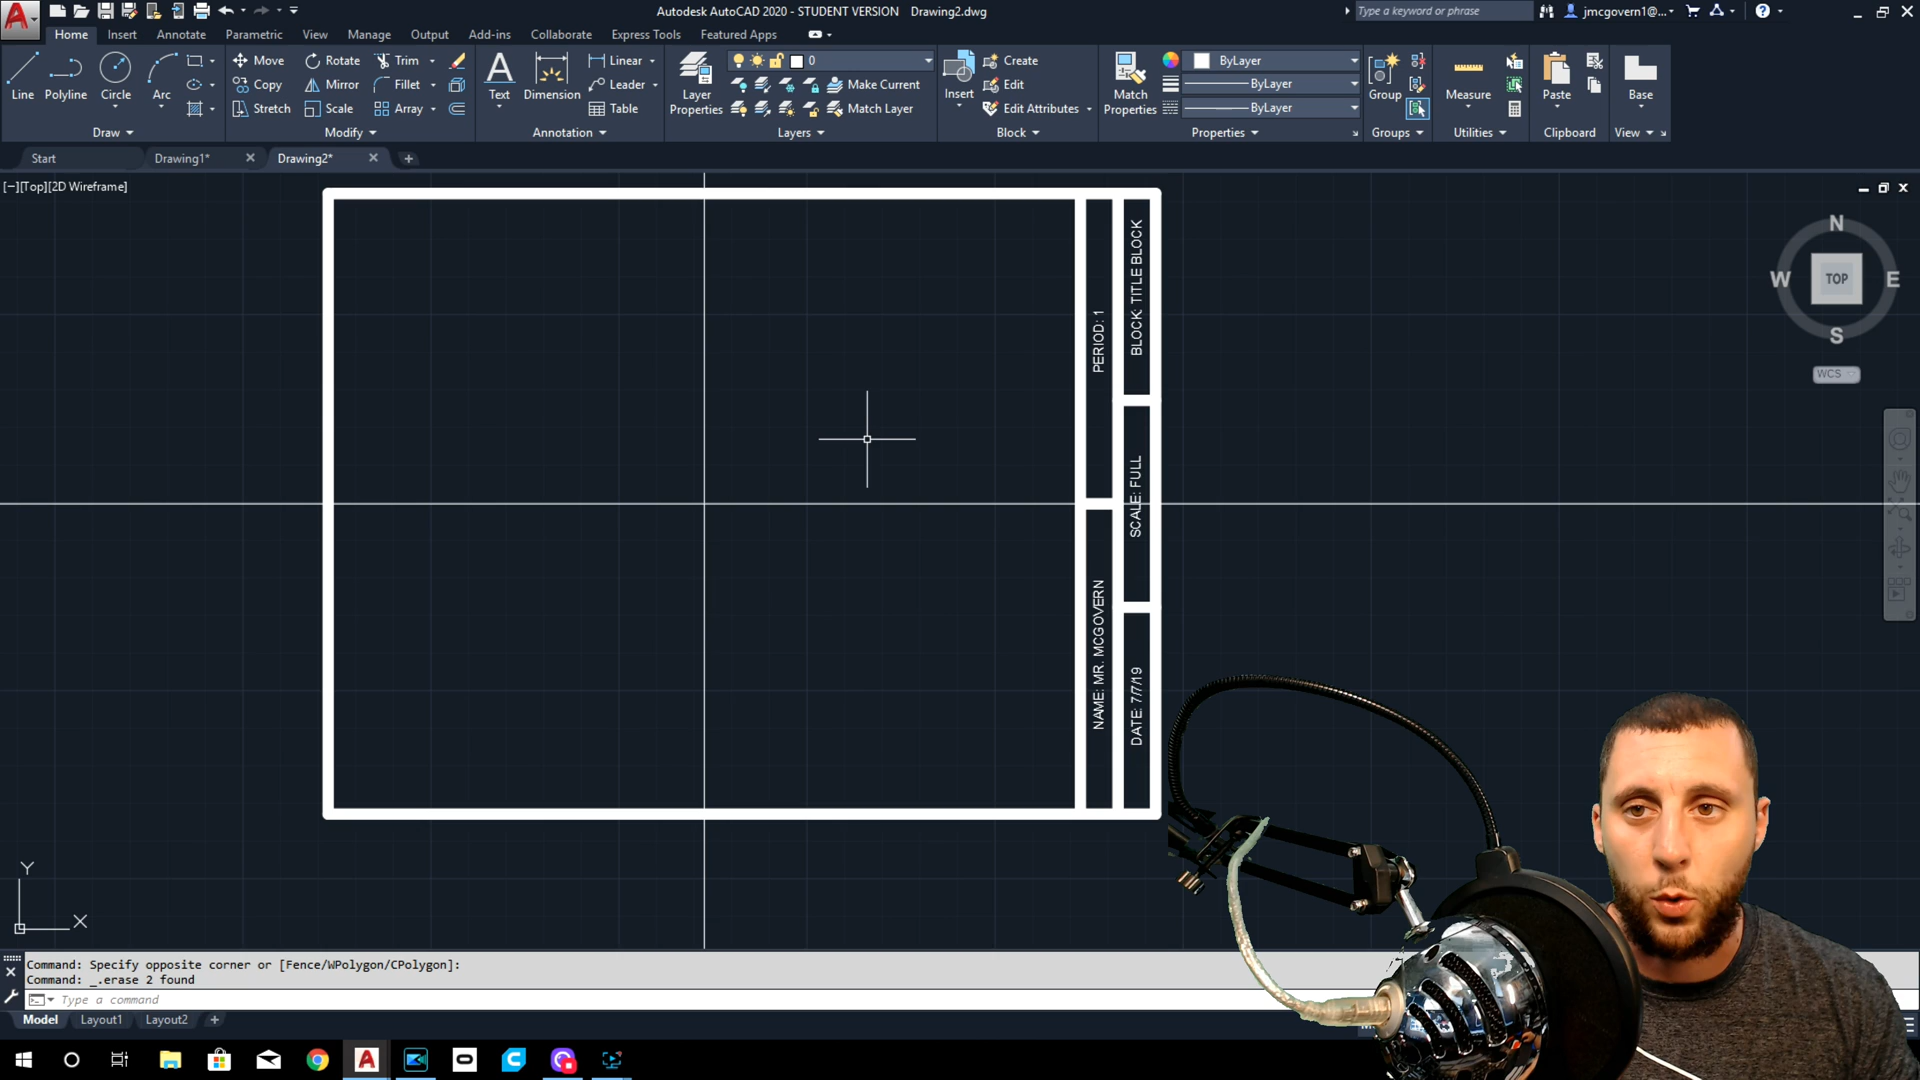 Autodesk AutoCAD 2020 - STUDENT VERSION Drawing2.dwg
Type a keyword or phrase
jmcgovern1@...
Home Insert Annotate Parametric View Manage Output Add-ins Collaborate Express Tools Featured Apps
Line
Polyline
Circle
Arc
Draw
Move
Rotate
Trim
Copy
Mirror
Fillet
Stretch
Scale
Array
Modify
Text
Dimension
Linear
Leader
Table
Annotation
Layer
Properties
0
Make Current
Match Layer
Layers
Insert
Create
Edit
Edit Attributes
Block
Match
Properties
ByLayer
ByLayer
ByLayer
Properties
Group
Groups
Measure
Utilities
Paste
Clipboard
Base
View
Start
Drawing1*
Drawing2*
[−][Top][2D Wireframe]
PERIOD: 1
NAME: MR. MCGOVERN
BLOCK: TITLE BLOCK
SCALE: FULL
DATE: 7/7/19
N
W TOP E
S
WCS
Y
X
Command: Specify opposite corner or [Fence/WPolygon/CPolygon]:
Command: _.erase 2 found
Type a command
Model Layout1 Layout2